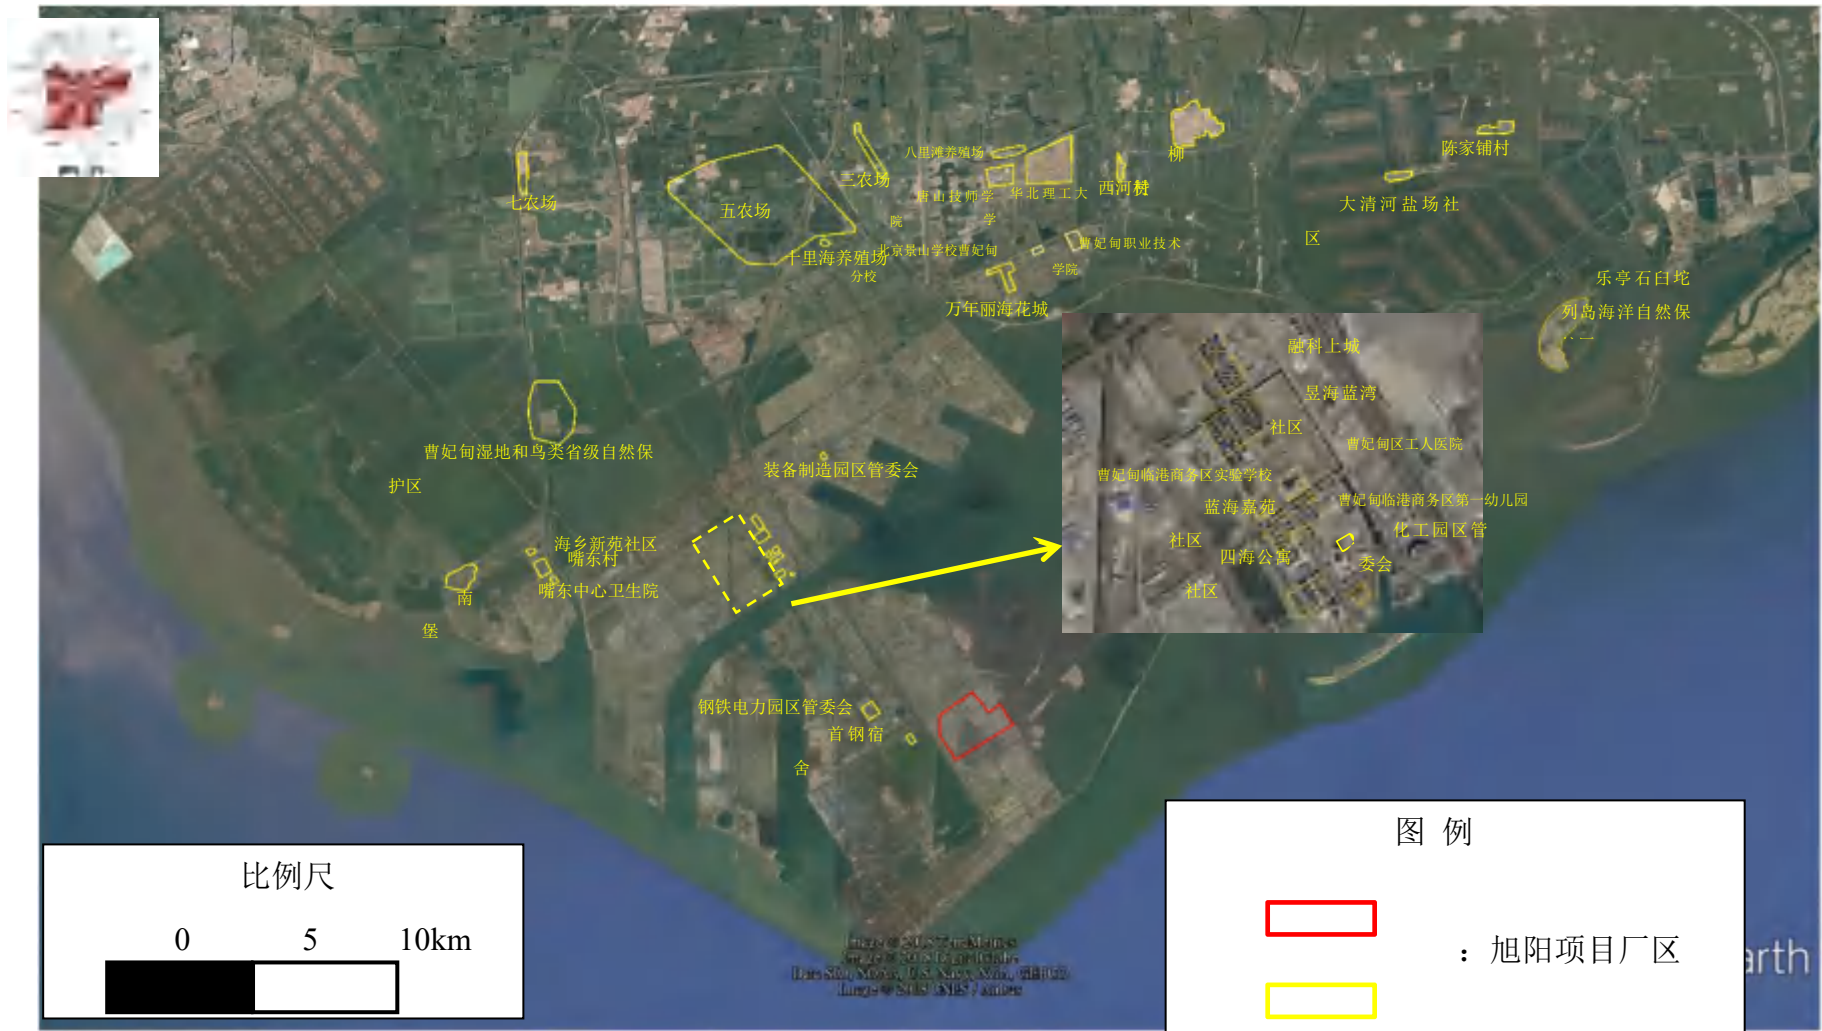 柳
陈家铺村
八里滩养殖场
三农场
七农场
五农场
唐山技师学
院
华北理工大
学
西河村
大清河盐场社
区
十里海养殖场
北京景山学校曹妃甸
分校
曹妃甸职业技术
学院
万年丽海花城
乐亭石臼坨
列岛海洋自然保
融科上城
昱海蓝湾
社区
曹妃甸区工人医院
曹妃甸临港商务区实验学校
曹妃甸临港商务区第一幼儿园
蓝海嘉苑
社区
化工园区管
委会
四海公寓
社区
曹妃甸湿地和鸟类省级自然保
护区
装备制造园区管委会
海乡新苑社区
嘴东村
嘴东中心卫生院
南
堡
钢铁电力园区管委会
首钢宿
舍
比例尺
0 5 10km
图 例
：旭阳项目厂区
arth